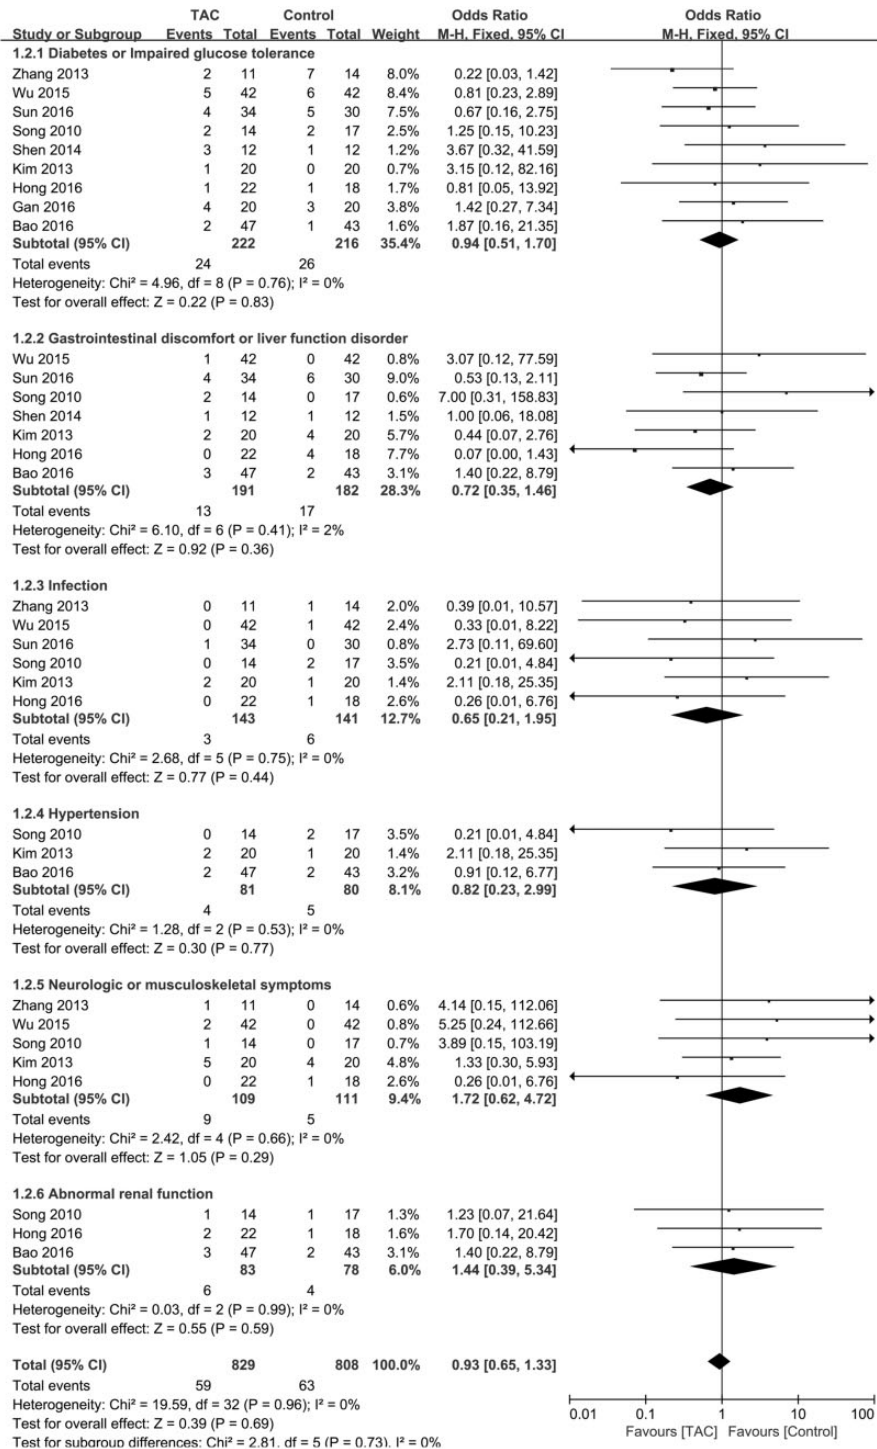 TAC Control Odds Ratio Odds Ratio
Study or Subgroup Events Total Events Total Weight M-H, Fixed, 95% CI M-H, Fixed, 95% CI
1.2.1 Diabetes or Impaired glucose tolerance
Zhang 2013 2 11 7 14 8.0% 0.22 [0.03, 1.42]
Wu 2015 5 42 6 42 8.4% 0.81 [0.23, 2.89]
Sun 2016 4 34 5 30 7.5% 0.67 [0.16, 2.75]
Song 2010 2 14 2 17 2.5% 1.25 [0.15, 10.23]
Shen 2014 3 12 1 12 1.2% 3.67 [0.32, 41.59]
Kim 2013 1 20 0 20 0.7% 3.15 [0.12, 82.16]
Hong 2016 1 22 1 18 1.7% 0.81 [0.05, 13.92]
Gan 2016 4 20 3 20 3.8% 1.42 [0.27, 7.34]
Bao 2016 2 47 1 43 1.6% 1.87 [0.16, 21.35]
Subtotal (95% CI) 222 216 35.4% 0.94 [0.51, 1.70]
Total events 24 26
Heterogeneity: Chi² = 4.96, df = 8 (P = 0.76); I² = 0%
Test for overall effect: Z = 0.22 (P = 0.83)
1.2.2 Gastrointestinal discomfort or liver function disorder
Wu 2015 1 42 0 42 0.8% 3.07 [0.12, 77.59]
Sun 2016 4 34 6 30 9.0% 0.53 [0.13, 2.11]
Song 2010 2 14 0 17 0.6% 7.00 [0.31, 158.83]
Shen 2014 1 12 1 12 1.5% 1.00 [0.06, 18.08]
Kim 2013 2 20 4 20 5.7% 0.44 [0.07, 2.76]
Hong 2016 0 22 4 18 7.7% 0.07 [0.00, 1.43]
Bao 2016 3 47 2 43 3.1% 1.40 [0.22, 8.79]
Subtotal (95% CI) 191 182 28.3% 0.72 [0.35, 1.46]
Total events 13 17
Heterogeneity: Chi² = 6.10, df = 6 (P = 0.41); I² = 2%
Test for overall effect: Z = 0.92 (P = 0.36)
1.2.3 Infection
Zhang 2013 0 11 1 14 2.0% 0.39 [0.01, 10.57]
Wu 2015 0 42 1 42 2.4% 0.33 [0.01, 8.22]
Sun 2016 1 34 0 30 0.8% 2.73 [0.11, 69.60]
Song 2010 0 14 2 17 3.5% 0.21 [0.01, 4.84]
Kim 2013 2 20 1 20 1.4% 2.11 [0.18, 25.35]
Hong 2016 0 22 1 18 2.6% 0.26 [0.01, 6.76]
Subtotal (95% CI) 143 141 12.7% 0.65 [0.21, 1.95]
Total events 3 6
Heterogeneity: Chi² = 2.68, df = 5 (P = 0.75); I² = 0%
Test for overall effect: Z = 0.77 (P = 0.44)
1.2.4 Hypertension
Song 2010 0 14 2 17 3.5% 0.21 [0.01, 4.84]
Kim 2013 2 20 1 20 1.4% 2.11 [0.18, 25.35]
Bao 2016 2 47 2 43 3.2% 0.91 [0.12, 6.77]
Subtotal (95% CI) 81 80 8.1% 0.82 [0.23, 2.99]
Total events 4 5
Heterogeneity: Chi² = 1.28, df = 2 (P = 0.53); I² = 0%
Test for overall effect: Z = 0.30 (P = 0.77)
1.2.5 Neurologic or musculoskeletal symptoms
Zhang 2013 1 11 0 14 0.6% 4.14 [0.15, 112.06]
Wu 2015 2 42 0 42 0.8% 5.25 [0.24, 112.66]
Song 2010 1 14 0 17 0.7% 3.89 [0.15, 103.19]
Kim 2013 5 20 4 20 4.8% 1.33 [0.30, 5.93]
Hong 2016 0 22 1 18 2.6% 0.26 [0.01, 6.76]
Subtotal (95% CI) 109 111 9.4% 1.72 [0.62, 4.72]
Total events 9 5
Heterogeneity: Chi² = 2.42, df = 4 (P = 0.66); I² = 0%
Test for overall effect: Z = 1.05 (P = 0.29)
1.2.6 Abnormal renal function
Song 2010 1 14 1 17 1.3% 1.23 [0.07, 21.64]
Hong 2016 2 22 1 18 1.6% 1.70 [0.14, 20.42]
Bao 2016 3 47 2 43 3.1% 1.40 [0.22, 8.79]
Subtotal (95% CI) 83 78 6.0% 1.44 [0.39, 5.34]
Total events 6 4
Heterogeneity: Chi² = 0.03, df = 2 (P = 0.99); I² = 0%
Test for overall effect: Z = 0.55 (P = 0.59)
Total (95% CI) 829 808 100.0% 0.93 [0.65, 1.33]
Total events 59 63
Heterogeneity: Chi² = 19.59, df = 32 (P = 0.96); I² = 0%
Test for overall effect: Z = 0.39 (P = 0.69)
Test for subgroup differences: Chi² = 2.81, df = 5 (P = 0.73), I² = 0%
0.01 0.1 1 10 100
Favours [TAC] Favours [Control]